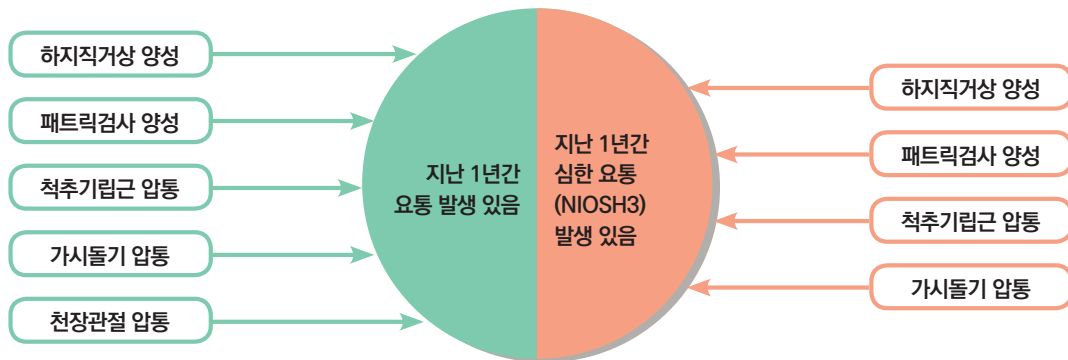 하지직거상 양성
패트릭검사 양성
척추기립근 압통
가시돌기 압통
천장관절 압통
지난 1년간
요통 발생 있음
지난 1년간
심한 요통
(NIOSH3)
발생 있음
하지직거상 양성
패트릭검사 양성
척추기립근 압통
가시돌기 압통